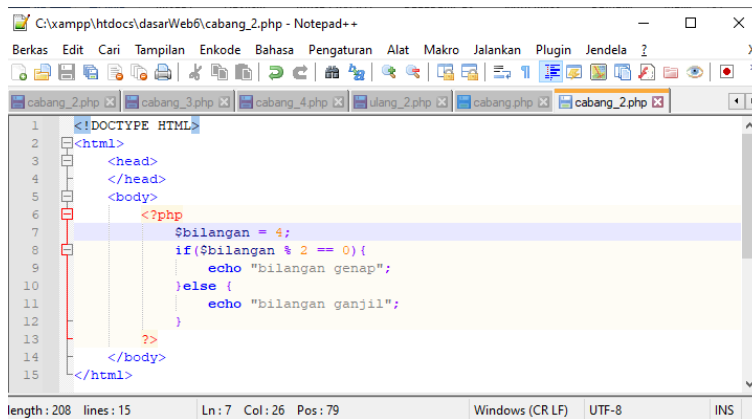 C:\xampp\htdocs\dasarWeb6\cabang_2.php - Notepad++
Berkas Edit Cari Tampilan Enkode Bahasa Pengaturan Alat Makro Jalankan Plugin Jendela ?
cabang_2.php cabang_3.php cabang_4.php ulang_2.php cabang.php cabang_2.php
1 <!DOCTYPE HTML>
2 <html>
3 <head>
4 </head>
5 <body>
6 <?php
7 $bilangan = 4;
8 if($bilangan % 2 == 0){
9 echo "bilangan genap";
10 }else {
11 echo "bilangan ganjil";
12 }
13 ?>
14 </body>
15 </html>
length : 208 lines : 15 Ln : 7 Col : 26 Pos : 79 Windows (CR LF) UTF-8 INS